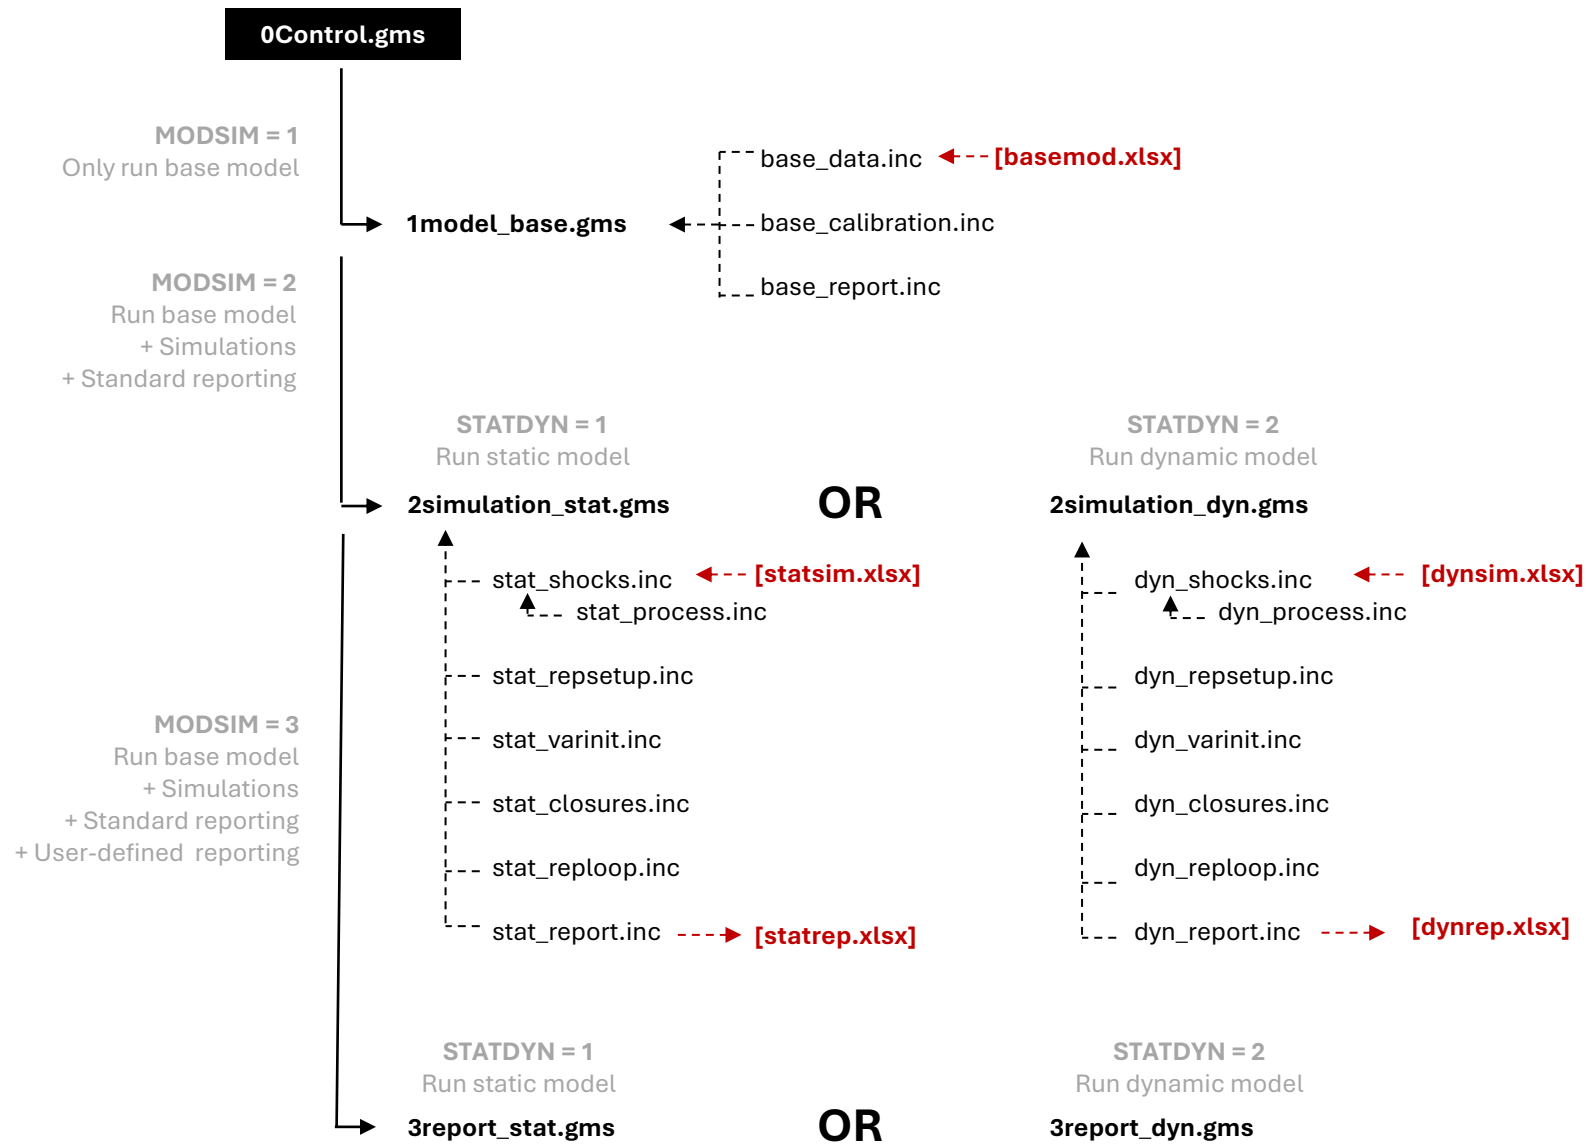 0Control.gms
MODSIM = 1
Only run base model
base_data.inc
[basemod.xlsx]
1model_base.gms
base_calibration.inc
base_report.inc
MODSIM = 2
Run base model
+ Simulations
+ Standard reporting
STATDYN = 1
Run static model
STATDYN = 2
Run dynamic model
2simulation_stat.gms
OR
2simulation_dyn.gms
stat_shocks.inc
[statsim.xlsx]
stat_process.inc
stat_repsetup.inc
stat_varinit.inc
stat_closures.inc
stat_reploop.inc
stat_report.inc
[statrep.xlsx]
dyn_shocks.inc
[dynsim.xlsx]
dyn_process.inc
dyn_repsetup.inc
dyn_varinit.inc
dyn_closures.inc
dyn_reploop.inc
dyn_report.inc
[dynrep.xlsx]
MODSIM = 3
Run base model
+ Simulations
+ Standard reporting
+ User-defined reporting
STATDYN = 1
Run static model
STATDYN = 2
Run dynamic model
3report_stat.gms
OR
3report_dyn.gms